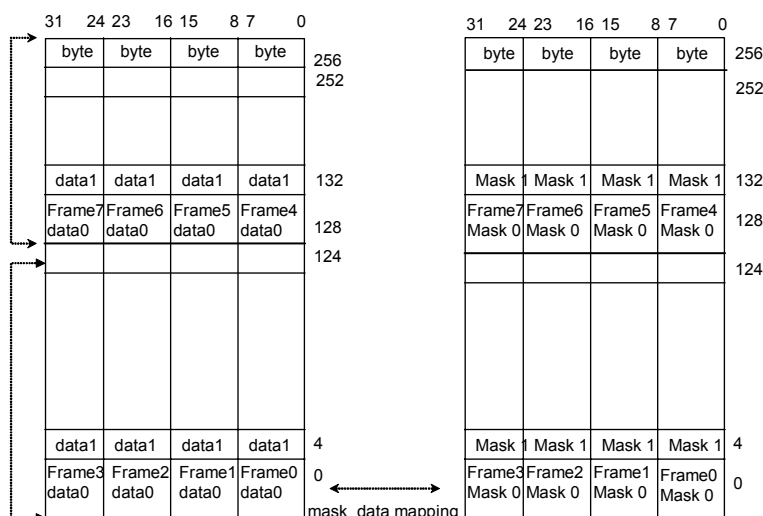 31 24 23 16 15 8 7 0
byte byte byte byte 256
252
data1 data1 data1 data1 132
Frame7 Frame6 Frame5 Frame4
data0 data0 data0 data0 128
124
data1 data1 data1 data1 4
Frame3 Frame2 Frame1 Frame0 0
data0 data0 data0 data0
mask data mapping
31 24 23 16 15 8 7 0
byte byte byte byte 256
252
Mask 1 Mask 1 Mask 1 Mask 1 132
Frame7 Frame6 Frame5 Frame4 128
Mask 0 Mask 0 Mask 0 Mask 0
124
Mask 1 Mask 1 Mask 1 Mask 1 4
Frame3 Frame2 Frame1 Frame0 0
Mask 0 Mask 0 Mask 0 Mask 0